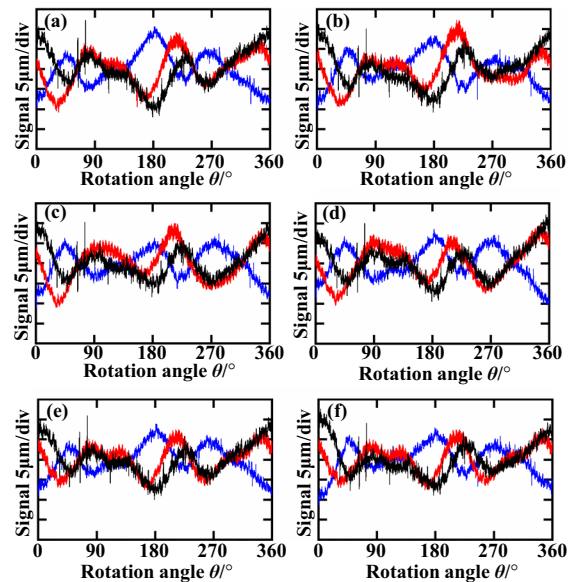 (a) (b)
Signal 5μm/div Signal 5μm/div
0 90 180 270 360 0 90 180 270 360
Rotation angle θ/° Rotation angle θ/°
(c) (d)
Signal 5μm/div Signal 5μm/div
0 90 180 270 360 0 90 180 270 360
Rotation angle θ/° Rotation angle θ/°
(e) (f)
Signal 5μm/div Signal 5μm/div
0 90 180 270 360 0 90 180 270 360
Rotation angle θ/° Rotation angle θ/°